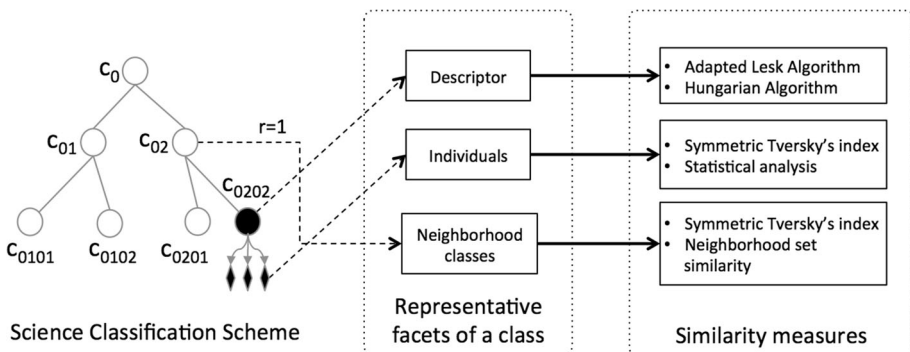 C0
C01
C02
r=1
C0202
C0101
C0102
C0201
Science Classification Scheme
Descriptor
Individuals
Neighborhood
classes
Representative
facets of a class
• Adapted Lesk Algorithm
• Hungarian Algorithm
• Symmetric Tversky's index
• Statistical analysis
• Symmetric Tversky's index
• Neighborhood set
similarity
Similarity measures